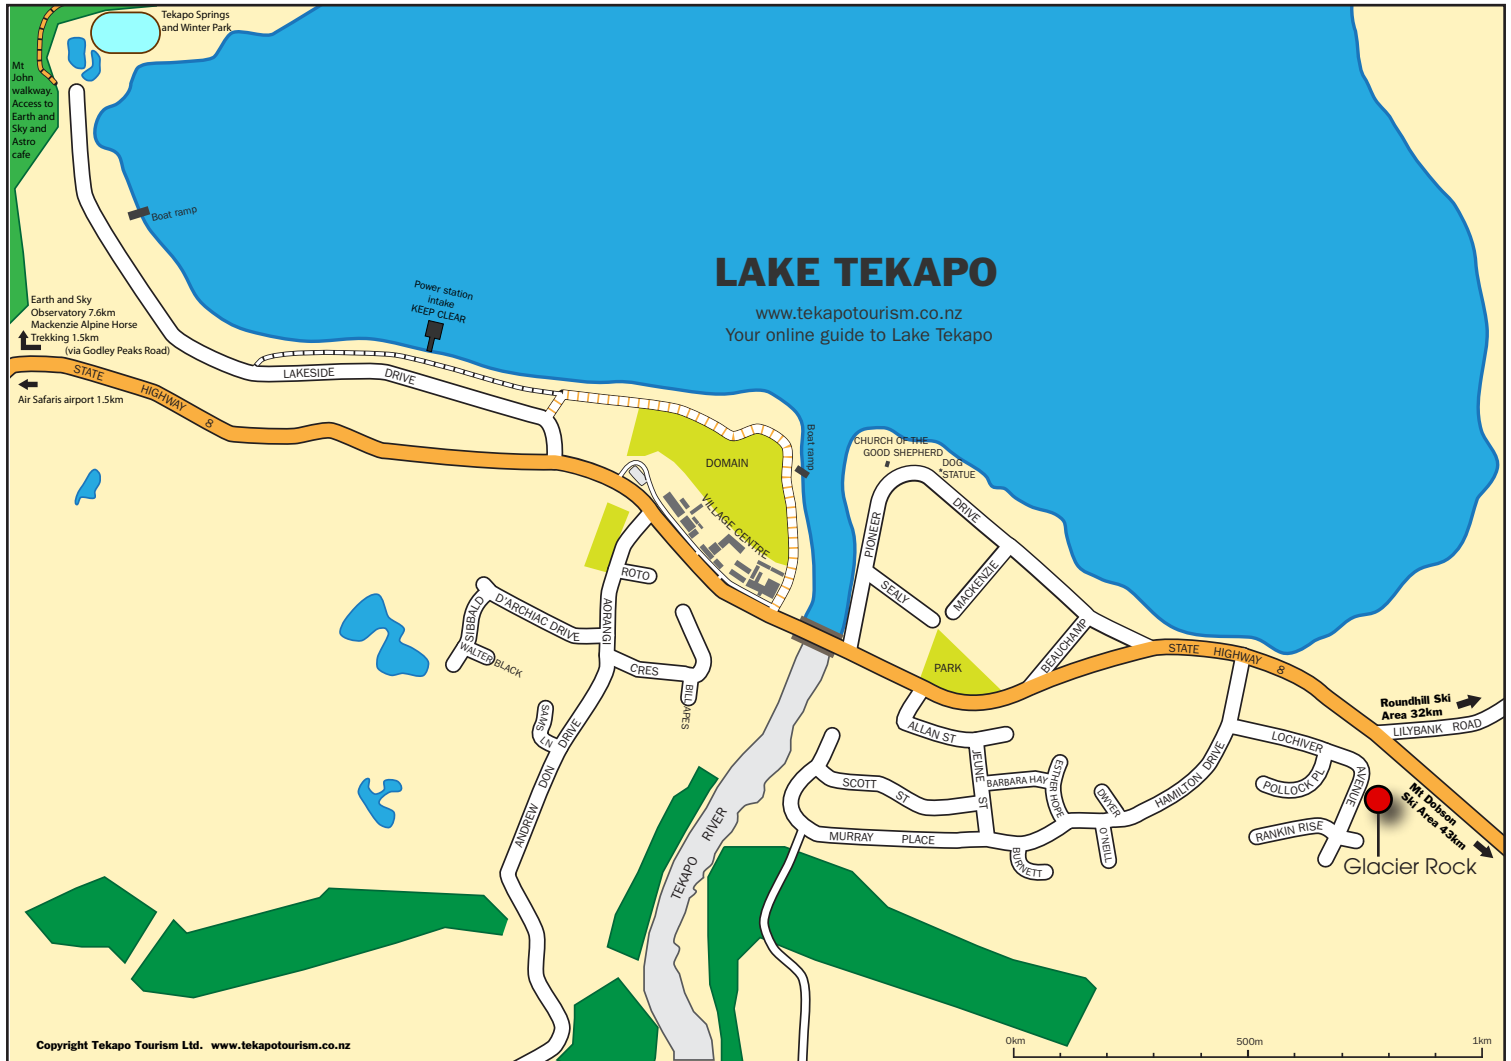 Tekapo Springs
and Winter Park
Mt
John
walkway.
Access to
Earth and
Sky and
Astro
cafe
Boat ramp
LAKE TEKAPO
www.tekapotourism.co.nz
Your online guide to Lake Tekapo
Power station
intake
KEEP CLEAR
Earth and Sky
Observatory 7.6km
Mackenzie Alpine Horse
Trekking 1.5km
(via Godley Peaks Road)
STATE HIGHWAY 8
Air Safaris airport 1.5km
LAKESIDE DRIVE
DOMAIN
Boat ramp
VILLAGE CENTRE
CHURCH OF THE
GOOD SHEPHERD
DOG
*STATUE
PIONEER DRIVE
SEALY
MACKENZIE
BEAUCHAMP
PARK
STATE HIGHWAY 8
ROTO
AORANGI
CRES
D'ARCHIAC DRIVE
SIBBALD
WALTER BLACK
BILL APES
SAMS LN
ANDREW DON DRIVE
TEKAPO RIVER
ALLAN ST
JEUNE ST
BARBARA HAY
ESTHER HOPE
SCOTT ST
MURRAY PLACE
BURNETT
DWYER
O'NEILL
HAMILTON DRIVE
LOCHIVER AVENUE
POLLOCK PL
RANKIN RISE
Roundhill Ski
Area 32km
LILYBANK ROAD
Mt Dobson
Ski Area 43km
Glacier Rock
Copyright Tekapo Tourism Ltd. www.tekapotourism.co.nz
0km 500m 1km